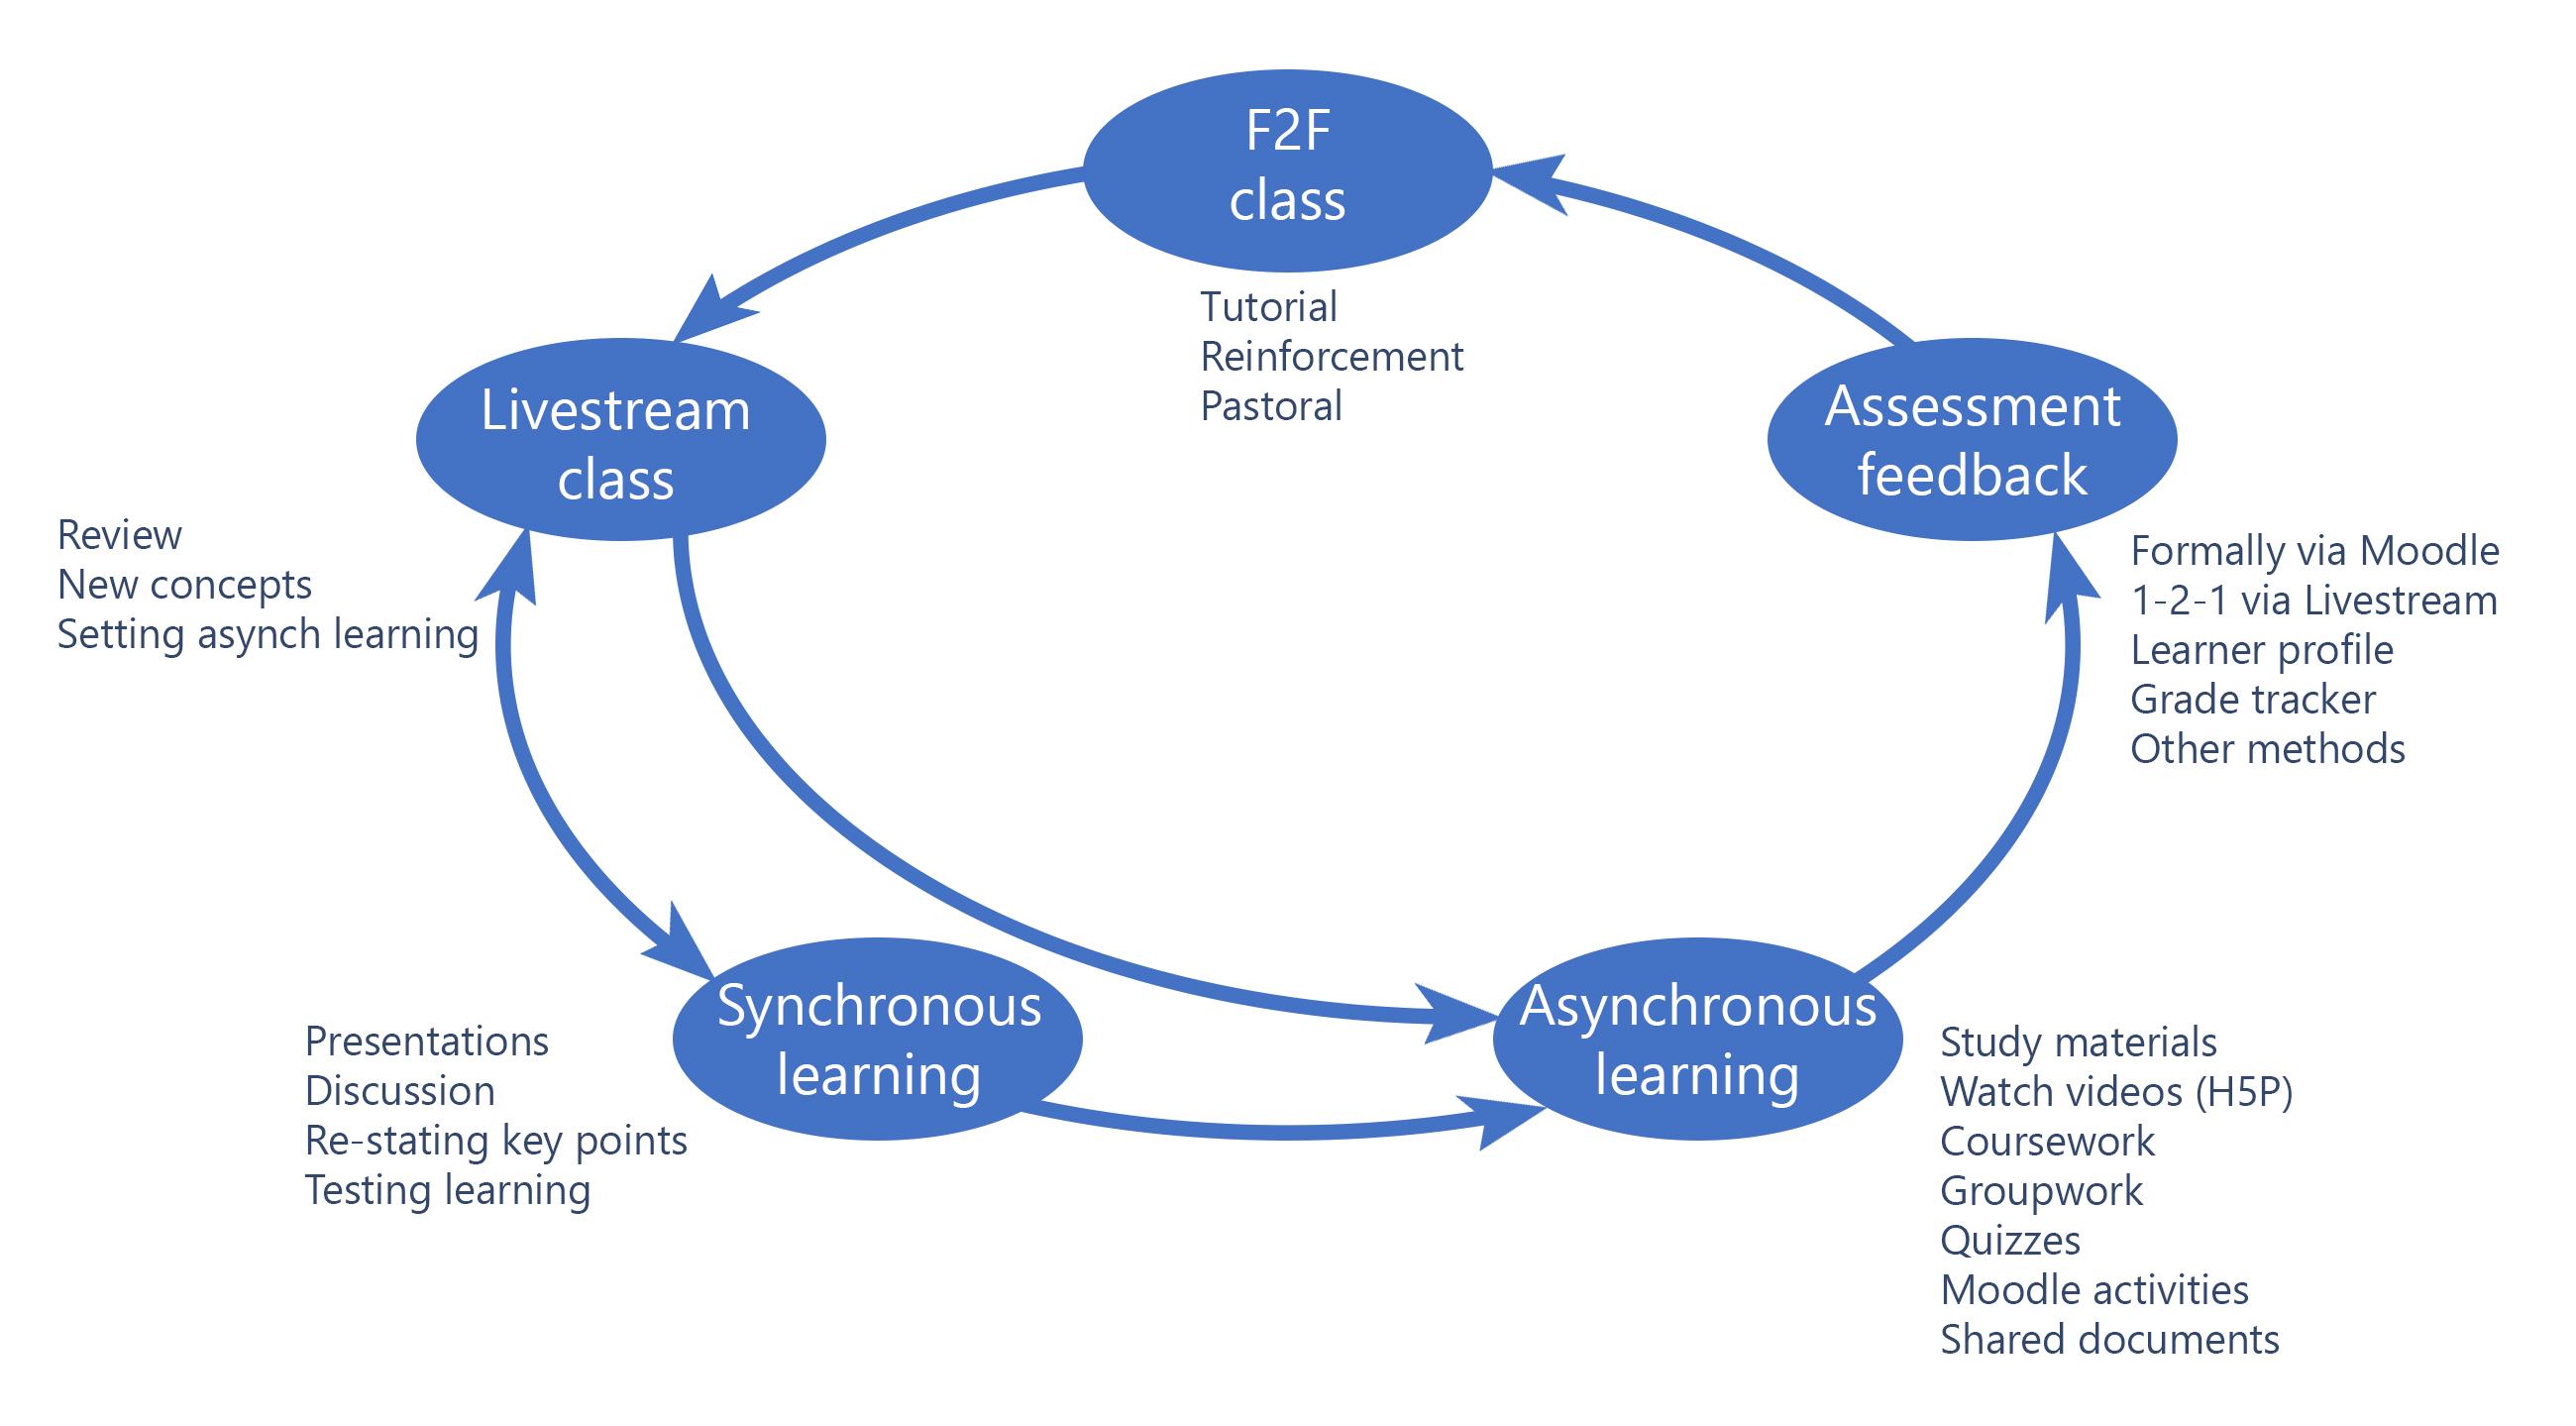 F2F
class
Tutorial
Reinforcement
Pastoral
Livestream
class
Review
New concepts
Setting asynch learning
Synchronous
learning
Presentations
Discussion
Re-stating key points
Testing learning
Asynchronous
learning
Study materials
Watch videos (H5P)
Coursework
Groupwork
Quizzes
Moodle activities
Shared documents
Assessment
feedback
Formally via Moodle
1-2-1 via Livestream
Learner profile
Grade tracker
Other methods